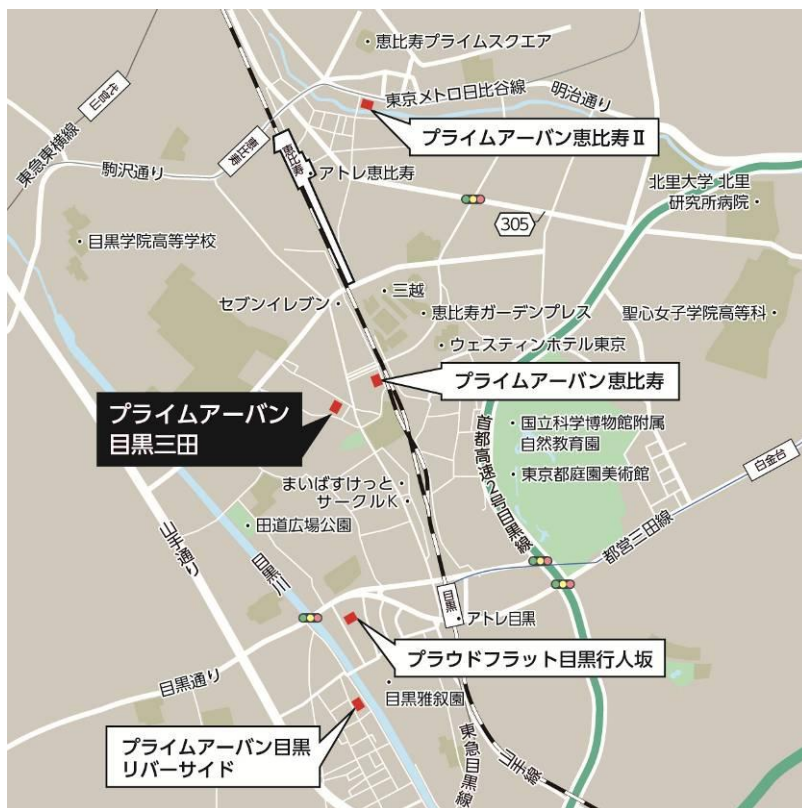 恵比寿プライムスクエア
代官山
東急東横線
東京メトロ日比谷線
明治通り
プライムアーバン恵比寿Ⅱ
駒沢通り
恵比寿
恵比寿
アトレ恵比寿
北里大学 北里
研究所病院
305
目黒学院高等学校
三越
セブンイレブン
恵比寿ガーデンプレス
聖心女子学院高等科
ウェスティンホテル東京
プライムアーバン恵比寿
プライムアーバン
目黒三田
国立科学博物館附属
自然教育園
首都高速2号目黒線
東京都庭園美術館
白金台
まいばすけっと
サークルK
田道広場公園
都営三田線
山手通り
目黒川
目黒
アトレ目黒
プラウドフラット目黒行人坂
目黒通り
目黒雅叙園
プライムアーバン目黒
リバーサイド
東急目黒線
山手線